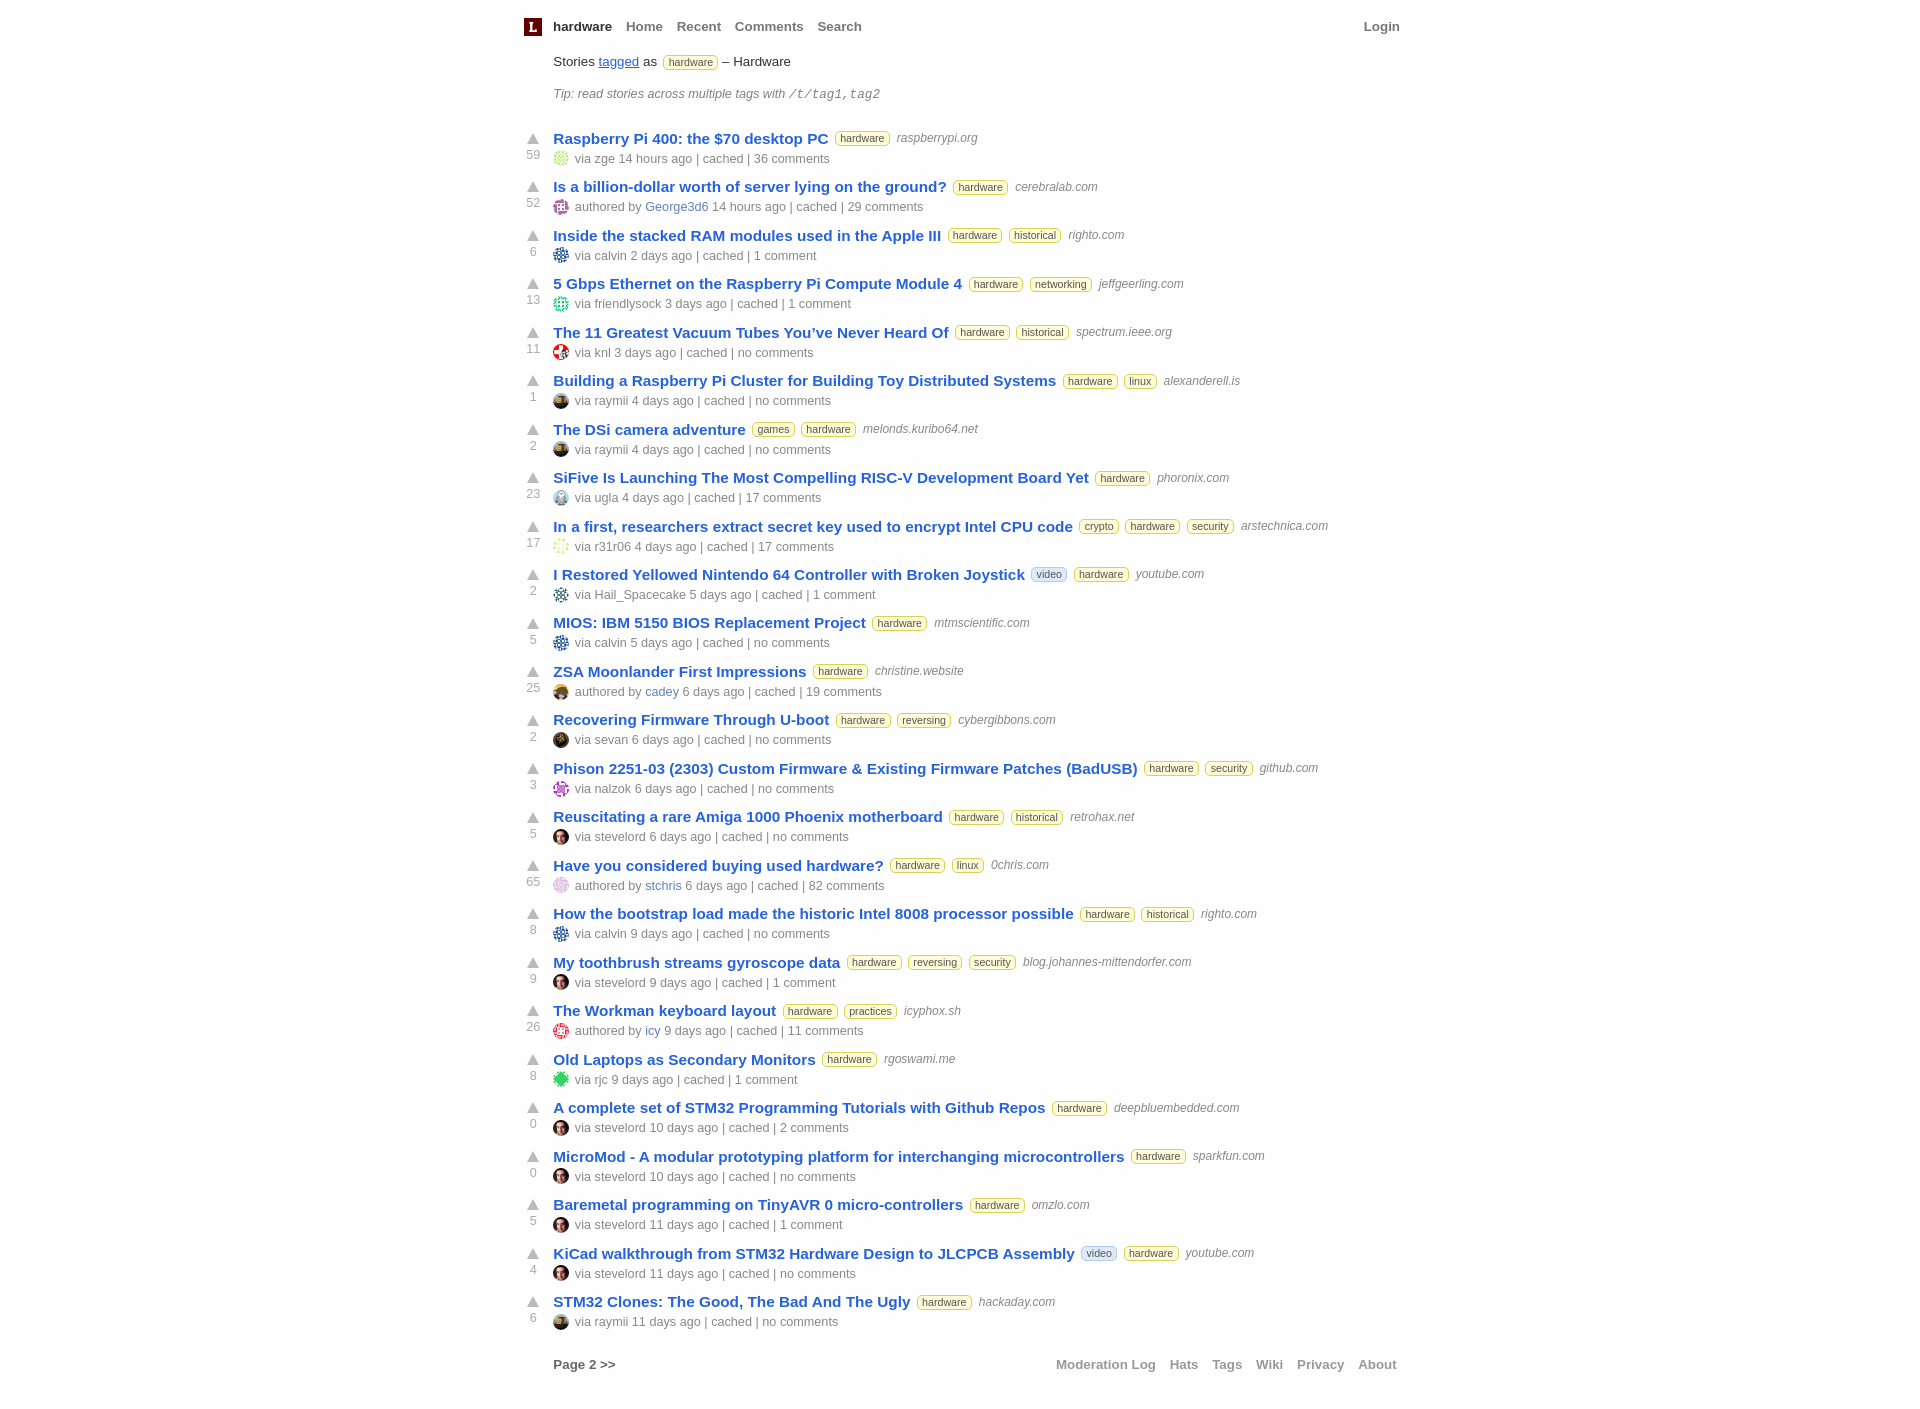 L hardware Home Recent Comments Search Login
Stories tagged as hardware – Hardware
Tip: read stories across multiple tags with /t/tag1,tag2
Raspberry Pi 400: the $70 desktop PC hardware raspberrypi.org
59 via zge 14 hours ago | cached | 36 comments
Is a billion-dollar worth of server lying on the ground? hardware cerebralab.com
52 authored by George3d6 14 hours ago | cached | 29 comments
Inside the stacked RAM modules used in the Apple III hardware historical righto.com
6 via calvin 2 days ago | cached | 1 comment
5 Gbps Ethernet on the Raspberry Pi Compute Module 4 hardware networking jeffgeerling.com
13 via friendlysock 3 days ago | cached | 1 comment
The 11 Greatest Vacuum Tubes You’ve Never Heard Of hardware historical spectrum.ieee.org
11 via knl 3 days ago | cached | no comments
Building a Raspberry Pi Cluster for Building Toy Distributed Systems hardware linux alexanderell.is
1 via raymii 4 days ago | cached | no comments
The DSi camera adventure games hardware melonds.kuribo64.net
2 via raymii 4 days ago | cached | no comments
SiFive Is Launching The Most Compelling RISC-V Development Board Yet hardware phoronix.com
23 via ugla 4 days ago | cached | 17 comments
In a first, researchers extract secret key used to encrypt Intel CPU code crypto hardware security arstechnica.com
17 via r31r06 4 days ago | cached | 17 comments
I Restored Yellowed Nintendo 64 Controller with Broken Joystick video hardware youtube.com
2 via Hail_Spacecake 5 days ago | cached | 1 comment
MIOS: IBM 5150 BIOS Replacement Project hardware mtmscientific.com
5 via calvin 5 days ago | cached | no comments
ZSA Moonlander First Impressions hardware christine.website
25 authored by cadey 6 days ago | cached | 19 comments
Recovering Firmware Through U-boot hardware reversing cybergibbons.com
2 via sevan 6 days ago | cached | no comments
Phison 2251-03 (2303) Custom Firmware & Existing Firmware Patches (BadUSB) hardware security github.com
3 via nalzok 6 days ago | cached | no comments
Reuscitating a rare Amiga 1000 Phoenix motherboard hardware historical retrohax.net
5 via stevelord 6 days ago | cached | no comments
Have you considered buying used hardware? hardware linux 0chris.com
65 authored by stchris 6 days ago | cached | 82 comments
How the bootstrap load made the historic Intel 8008 processor possible hardware historical righto.com
8 via calvin 9 days ago | cached | no comments
My toothbrush streams gyroscope data hardware reversing security blog.johannes-mittendorfer.com
9 via stevelord 9 days ago | cached | 1 comment
The Workman keyboard layout hardware practices icyphox.sh
26 authored by icy 9 days ago | cached | 11 comments
Old Laptops as Secondary Monitors hardware rgoswami.me
8 via rjc 9 days ago | cached | 1 comment
A complete set of STM32 Programming Tutorials with Github Repos hardware deepbluembedded.com
0 via stevelord 10 days ago | cached | 2 comments
MicroMod - A modular prototyping platform for interchanging microcontrollers hardware sparkfun.com
0 via stevelord 10 days ago | cached | no comments
Baremetal programming on TinyAVR 0 micro-controllers hardware omzlo.com
5 via stevelord 11 days ago | cached | 1 comment
KiCad walkthrough from STM32 Hardware Design to JLCPCB Assembly video hardware youtube.com
4 via stevelord 11 days ago | cached | no comments
STM32 Clones: The Good, The Bad And The Ugly hardware hackaday.com
6 via raymii 11 days ago | cached | no comments
Page 2 >> Moderation Log Hats Tags Wiki Privacy About